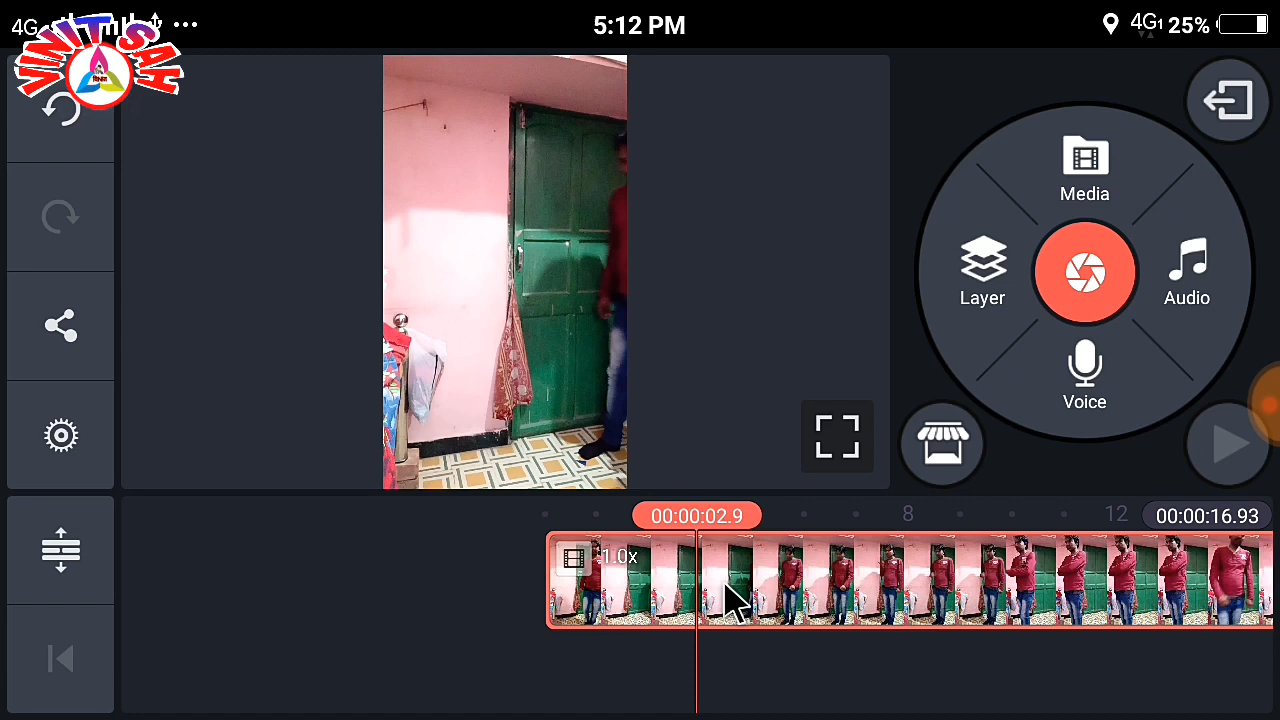 4G
5:12 PM
4G1 25%
VINIT SAH
Media
Layer
Audio
Voice
00:00:02.9
8
12
00:00:16.93
1.0x